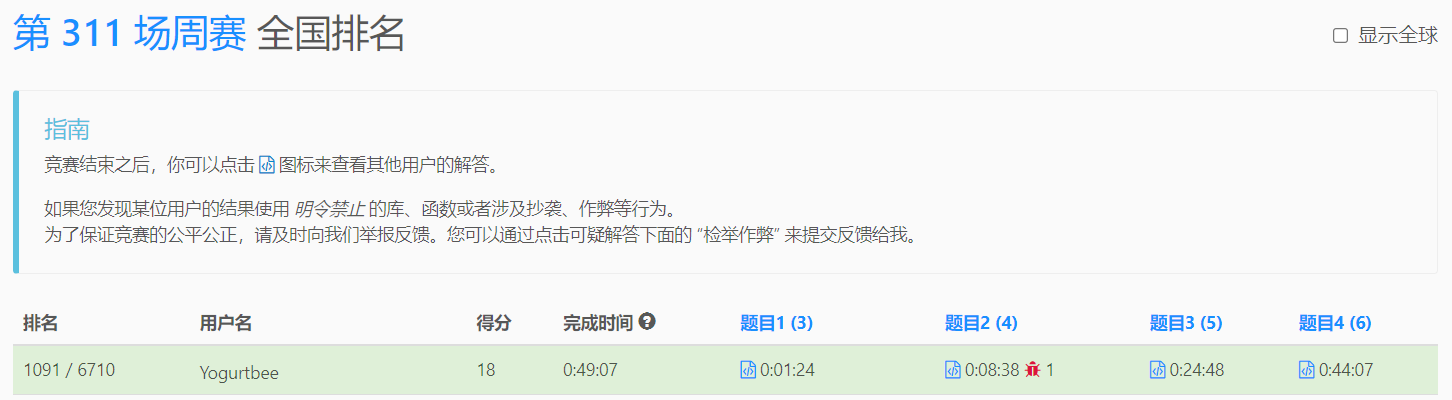 第 311 场周赛 全国排名
显示全球
指南
竞赛结束之后，你可以点击 图标来查看其他用户的解答。
如果您发现某位用户的结果使用 明令禁止 的库、函数或者涉及抄袭、作弊等行为。
为了保证竞赛的公平公正，请及时向我们举报反馈。您可以通过点击可疑解答下面的 “检举作弊” 来提交反馈给我。
排名 用户名 得分 完成时间 题目1 (3) 题目2 (4) 题目3 (5) 题目4 (6)
1091 / 6710 Yogurtbee 18 0:49:07 0:01:24 0:08:38 1 0:24:48 0:44:07